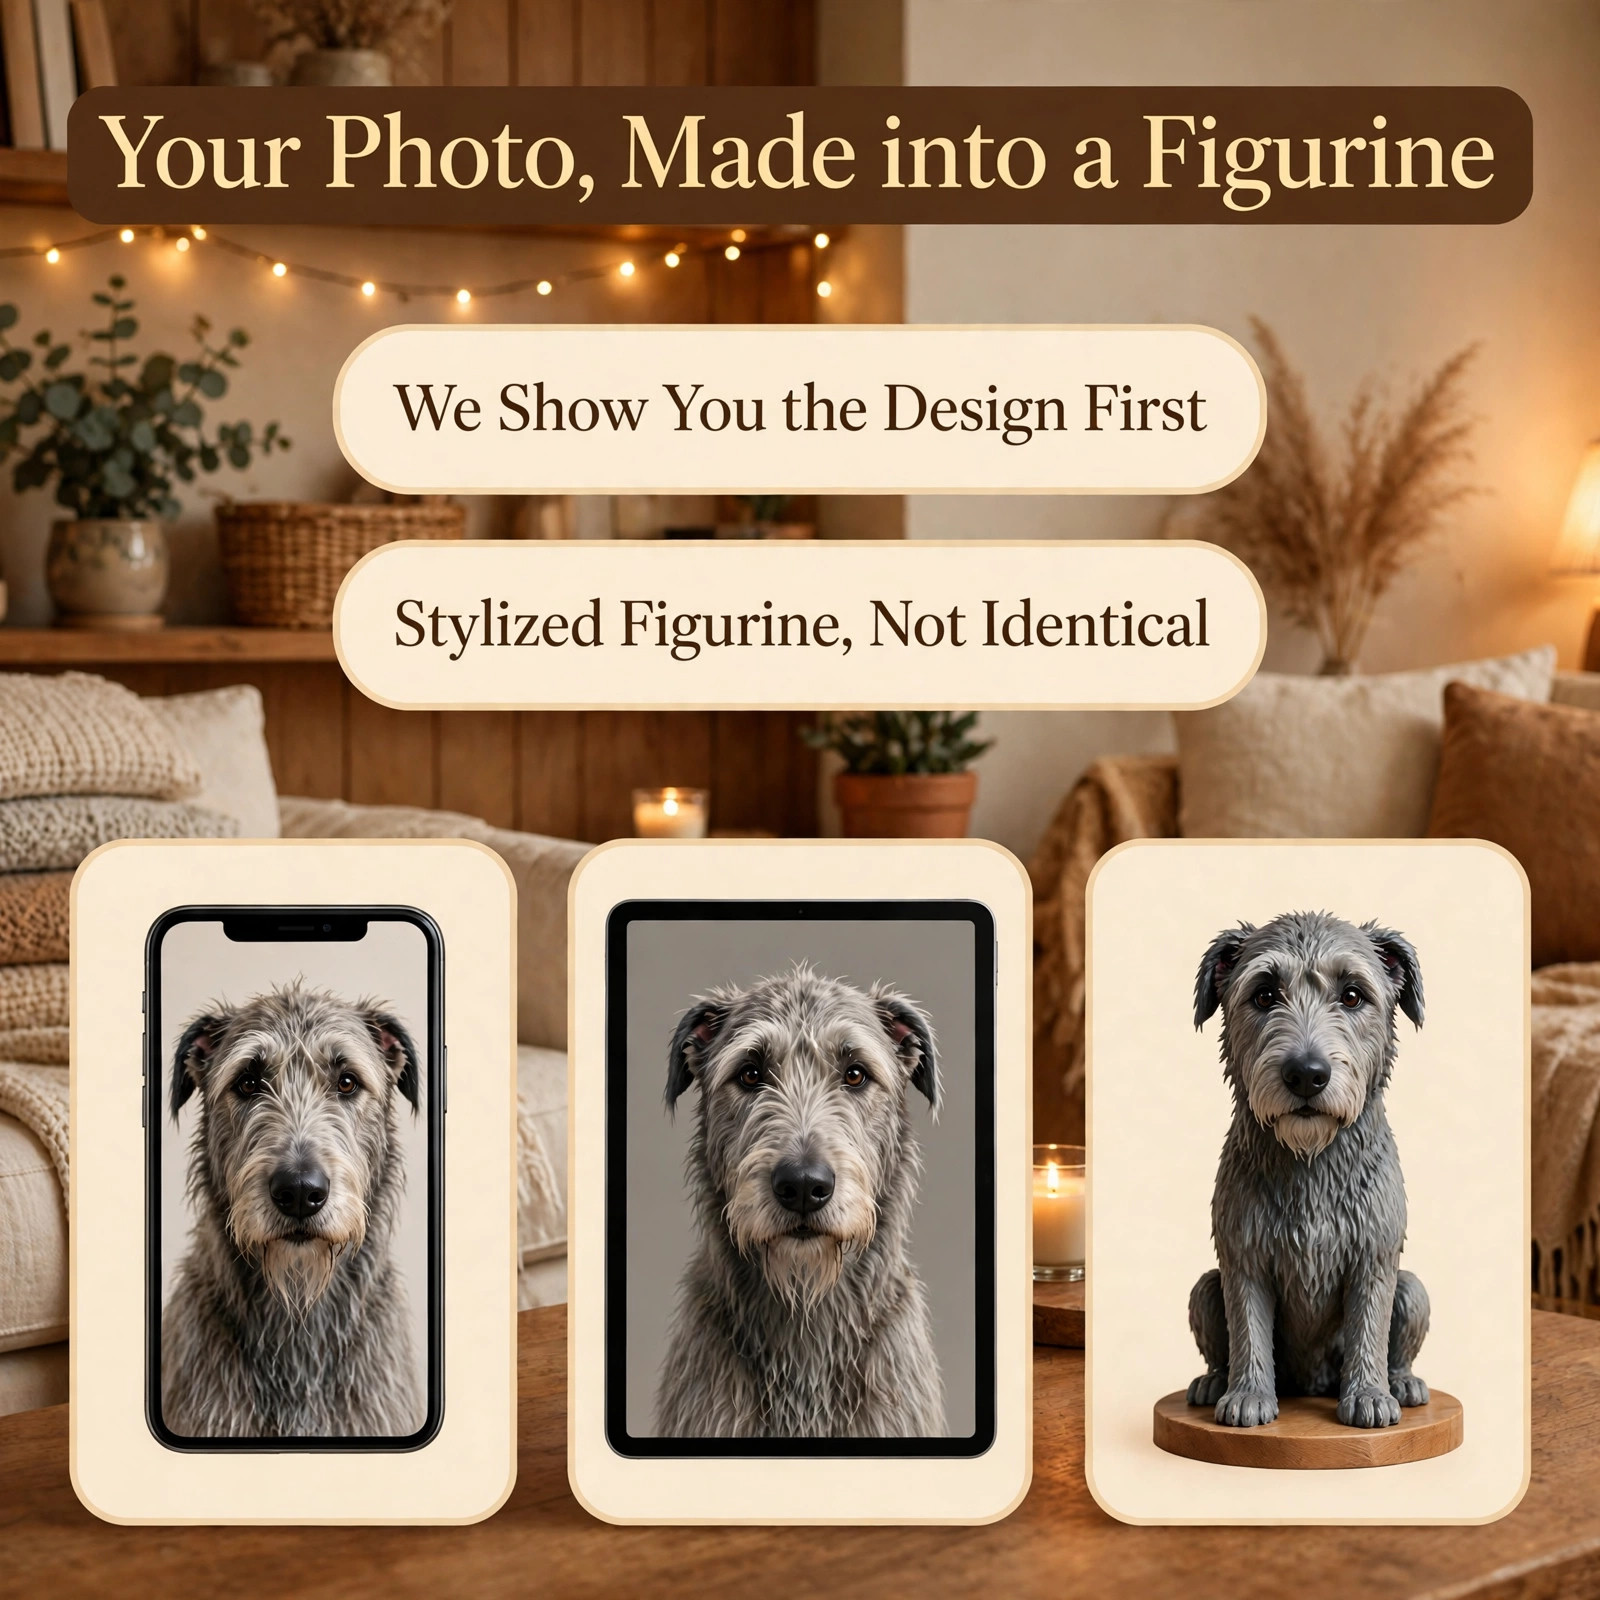 Your Photo, Made into a Figurine
We Show You the Design First
Stylized Figurine, Not Identical